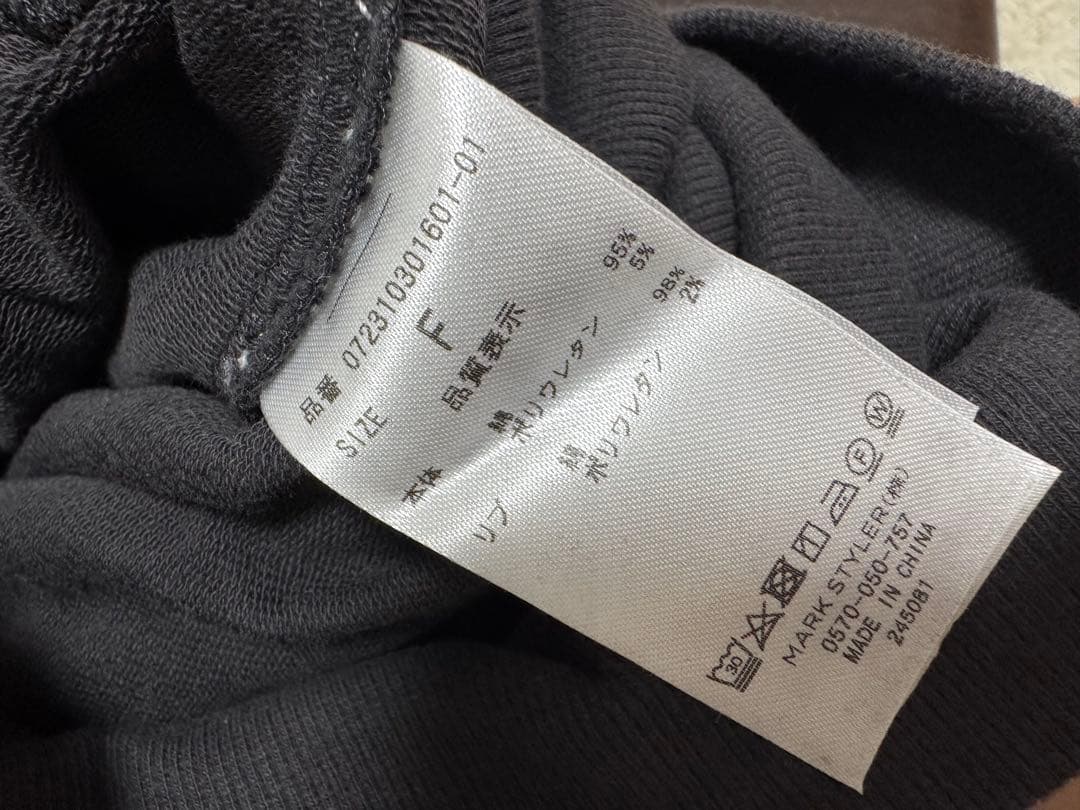 品番 072310301601-01
SIZE F
品質表示
本体 綿 95%
ポリウレタン 5%
リブ 綿 98%
ポリウレタン 2%
30 F W
MARK STYLER(株)
0570-050-757
MADE IN CHINA
245081